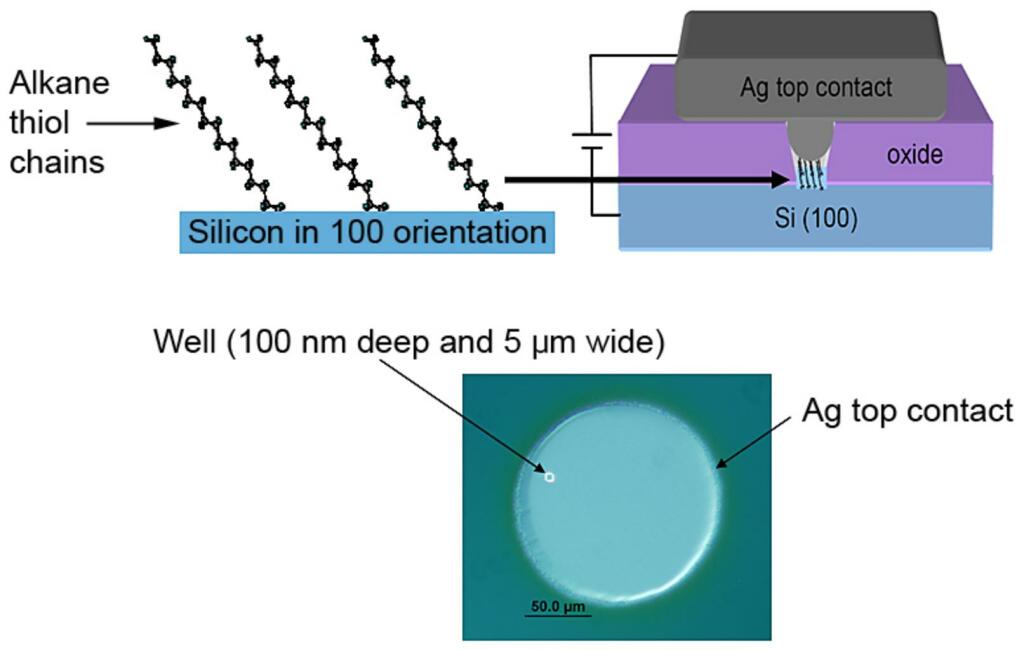 Alkane
thiol
chains
Silicon in 100 orientation
Ag top contact
oxide
Si (100)
Well (100 nm deep and 5 µm wide)
Ag top contact
50.0 µm